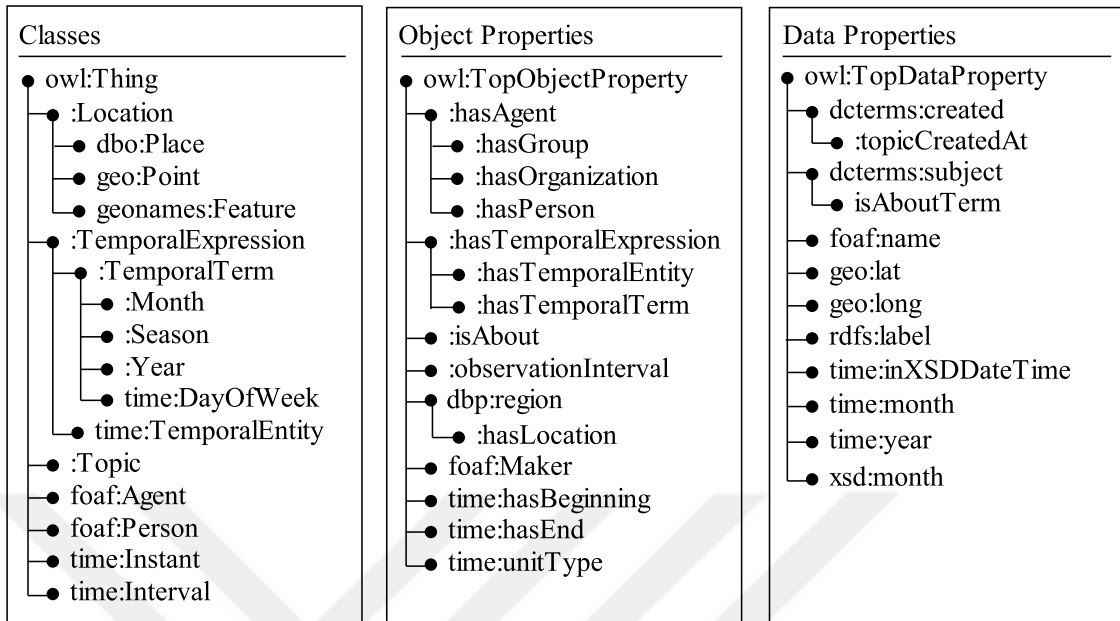 Classes
owl:Thing
:Location
dbo:Place
geo:Point
geonames:Feature
:TemporalExpression
:TemporalTerm
:Month
:Season
:Year
time:DayOfWeek
time:TemporalEntity
:Topic
foaf:Agent
foaf:Person
time:Instant
time:Interval
Object Properties
owl:TopObjectProperty
:hasAgent
:hasGroup
:hasOrganization
:hasPerson
:hasTemporalExpression
:hasTemporalEntity
:hasTemporalTerm
:isAbout
:observationInterval
dbp:region
:hasLocation
foaf:Maker
time:hasBeginning
time:hasEnd
time:unitType
Data Properties
owl:TopDataProperty
dcterms:created
:topicCreatedAt
dcterms:subject
isAboutTerm
foaf:name
geo:lat
geo:long
rdfs:label
time:inXSDDateTime
time:month
time:year
xsd:month